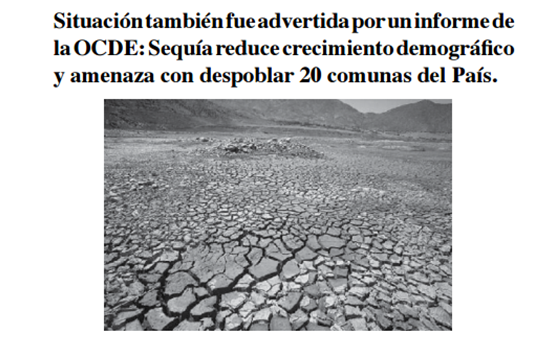 Situación también fue advertida por un informe de
la OCDE: Sequía reduce crecimiento demográfico
y amenaza con despoblar 20 comunas del País.